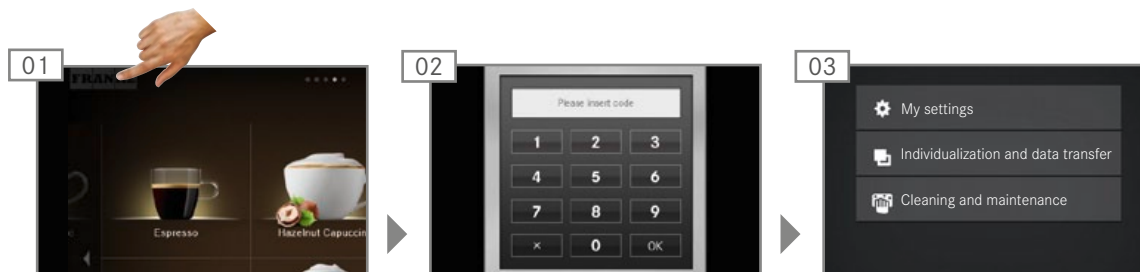 01
FRAN
Espresso
Hazelnut Capuccin
02
Please insert code
1 2 3
4 5 6
7 8 9
× 0 OK
03
My settings
Individualization and data transfer
Cleaning and maintenance